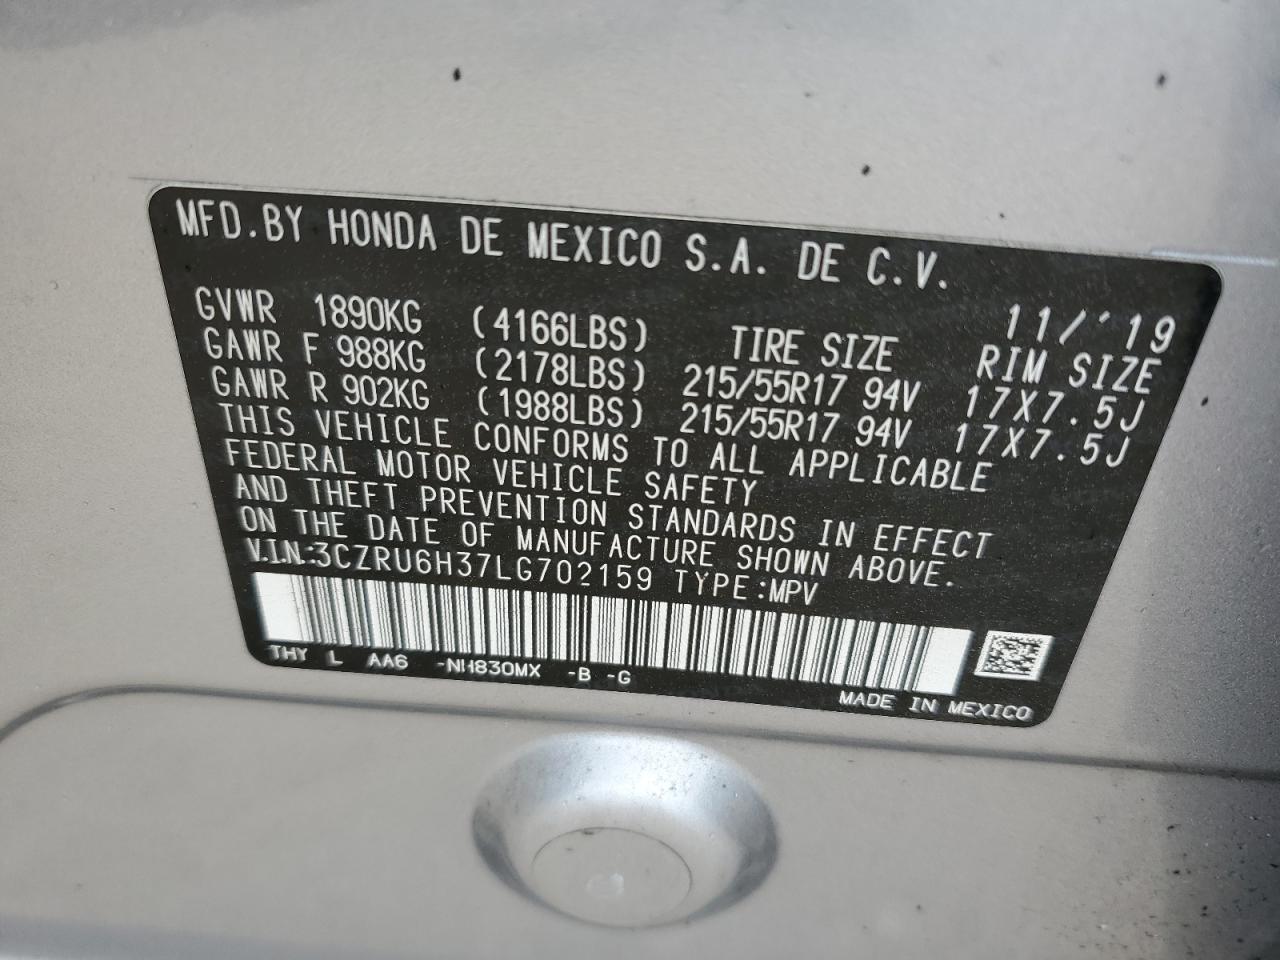 MFD.BY HONDA DE MEXICO S.A. DE C.V.
11/'19
GVWR 1890KG (4166LBS) TIRE SIZE RIM SIZE
GAWR F 988KG (2178LBS) 215/55R17 94V 17X7.5J
GAWR R 902KG (1988LBS) 215/55R17 94V 17X7.5J
THIS VEHICLE CONFORMS TO ALL APPLICABLE
FEDERAL MOTOR VEHICLE SAFETY
AND THEFT PREVENTION STANDARDS IN EFFECT
ON THE DATE OF MANUFACTURE SHOWN ABOVE.
V.I.N.:3CZRU6H37LG702159 TYPE:MPV
THY L AA6 -NH830MX -B -G
MADE IN MEXICO